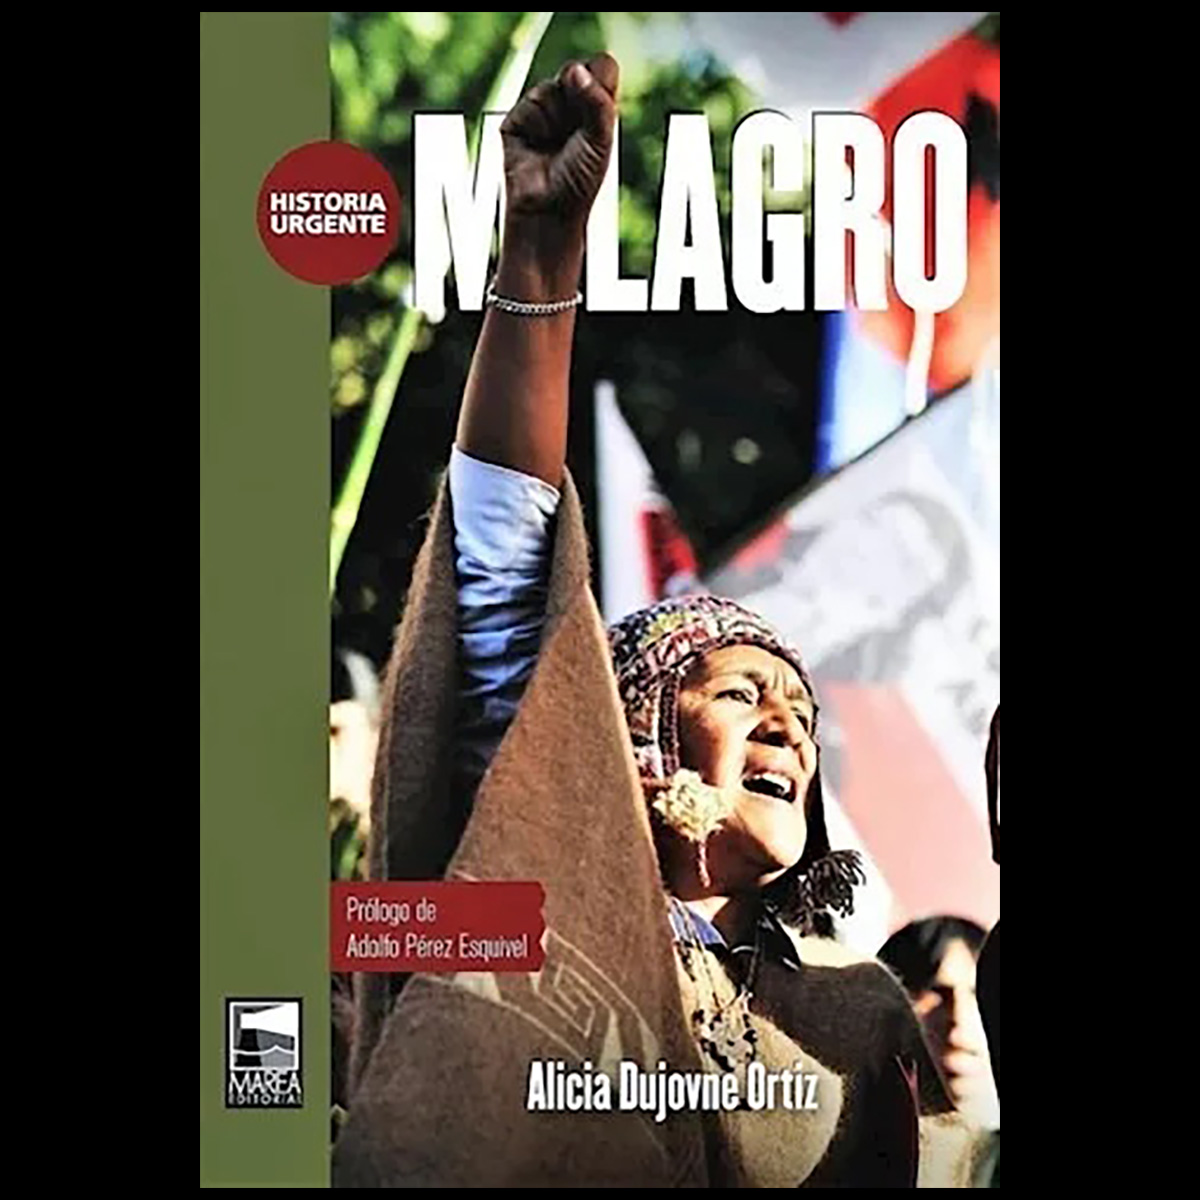 MILAGRO
HISTORIA
URGENTE
Prólogo de
Adolfo Pérez Esquivel
MAREA
EDITORIAL
Alicia Dujovne Ortiz